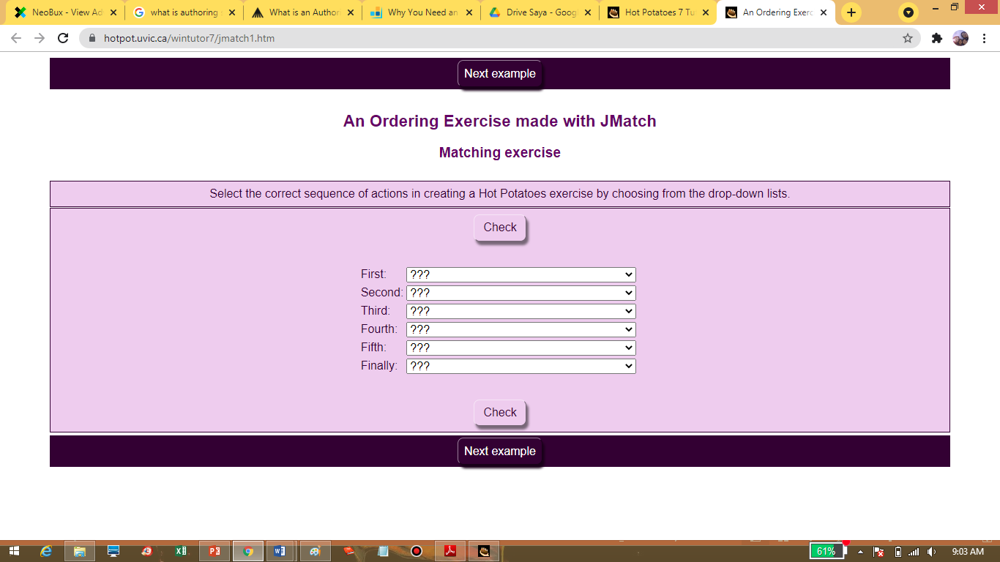 NeoBux - View Ad
what is authoring
What is an Author
Why You Need an
Drive Saya - Goog
Hot Potatoes 7 Tu
An Ordering Exerc
hotpot.uvic.ca/wintutor7/jmatch1.htm
Next example
An Ordering Exercise made with JMatch
Matching exercise
Select the correct sequence of actions in creating a Hot Potatoes exercise by choosing from the drop-down lists.
Check
First: ???
Second: ???
Third: ???
Fourth: ???
Fifth: ???
Finally: ???
Check
Next example
61%
9:03 AM